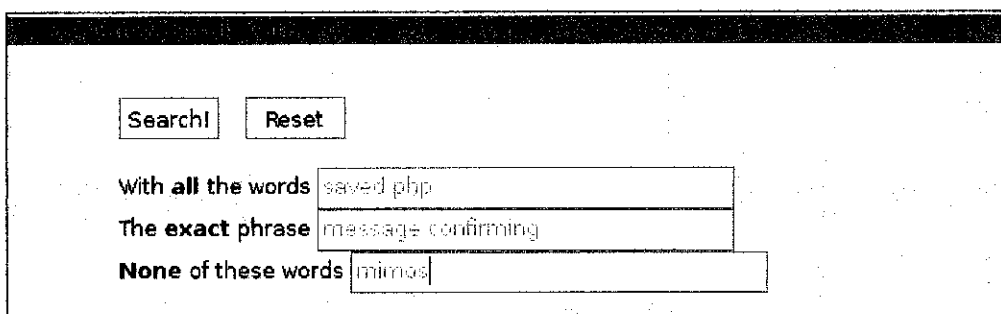 Search! Reset
With all the words saved php
The exact phrase message confirming
None of these words mimos